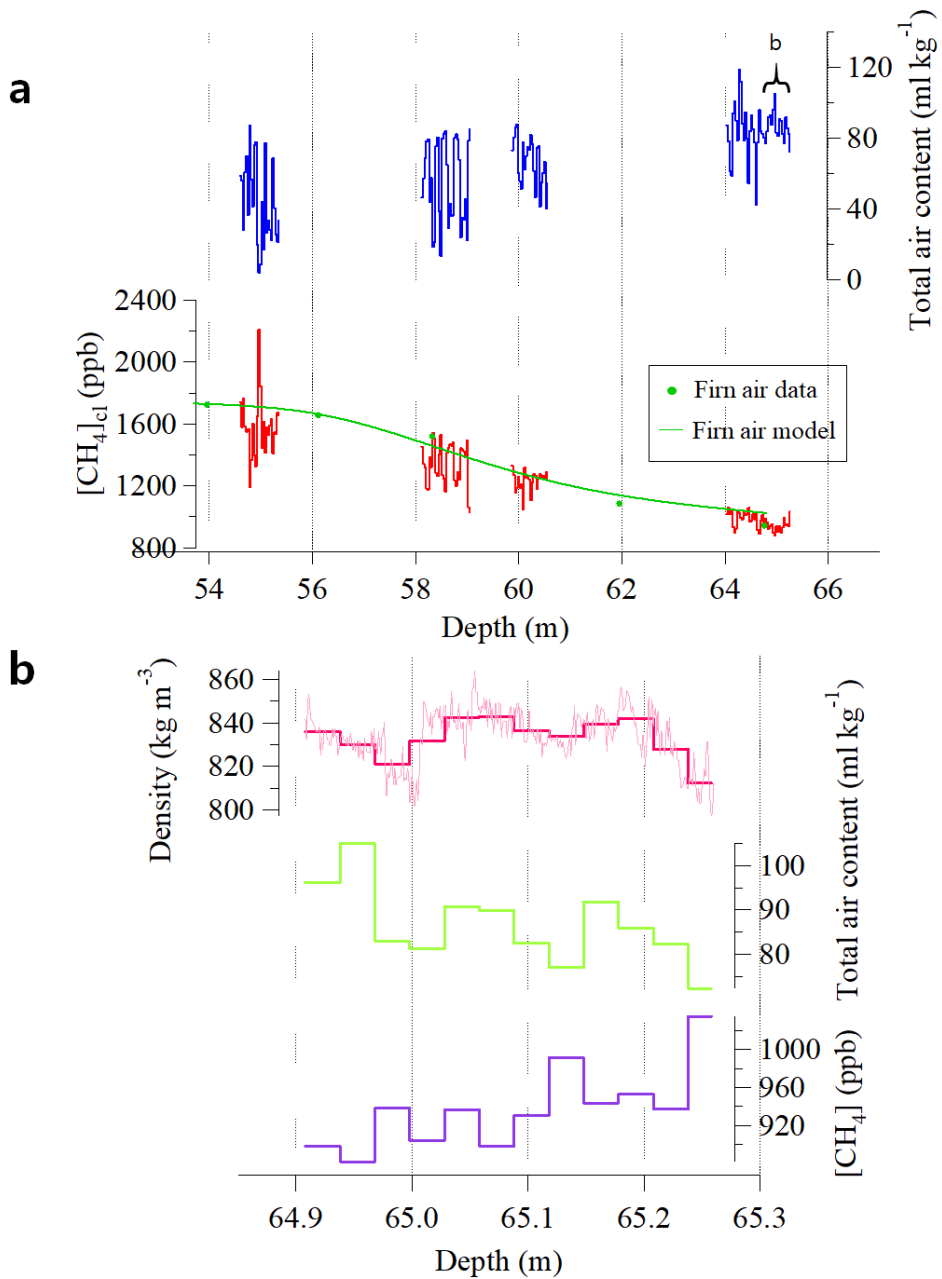 a
b
120
80
40
0
Total air content (ml kg⁻¹)
2400
2000
1600
1200
800
[CH₄]cl (ppb)
Firn air data
Firn air model
54
56
58
60
62
64
66
Depth (m)
b
860
840
820
800
Density (kg m⁻³)
100
90
80
Total air content (ml kg⁻¹)
1000
960
920
[CH₄] (ppb)
64.9
65.0
65.1
65.2
65.3
Depth (m)